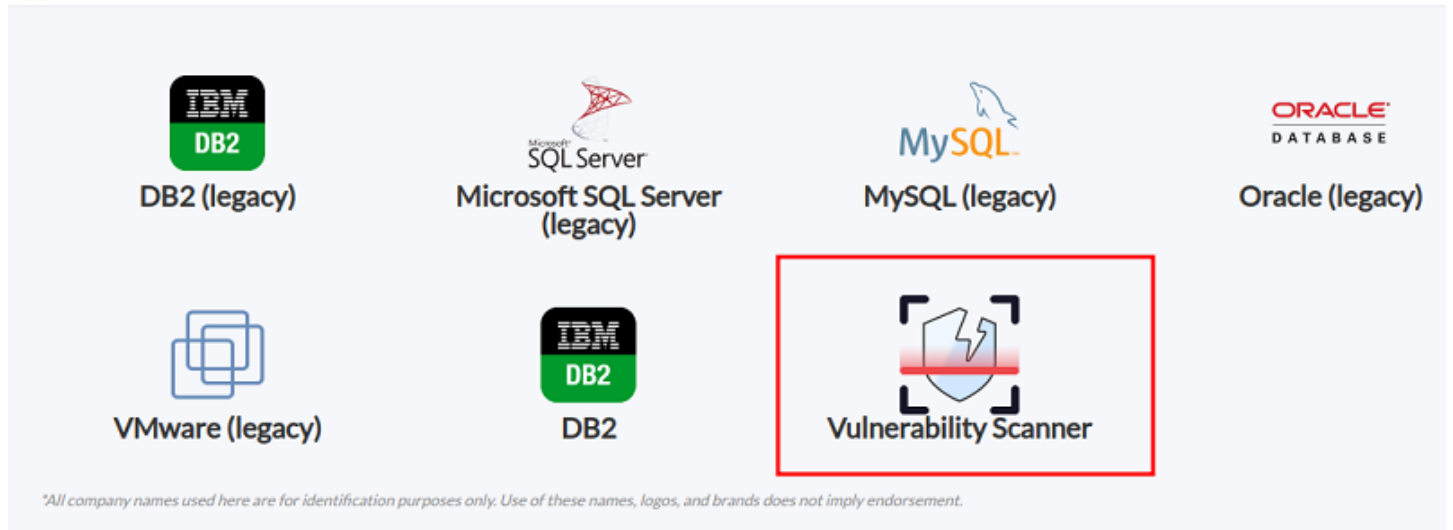 IBM
DB2
DB2 (legacy)
Microsoft
SQL Server
Microsoft SQL Server
(legacy)
MySQL
MySQL (legacy)
ORACLE
DATABASE
Oracle (legacy)
VMware (legacy)
IBM
DB2
DB2
Vulnerability Scanner
*All company names used here are for identification purposes only. Use of these names, logos, and brands does not imply endorsement.